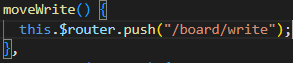 moveWrite() {
this.$router.push("/board/write");
},